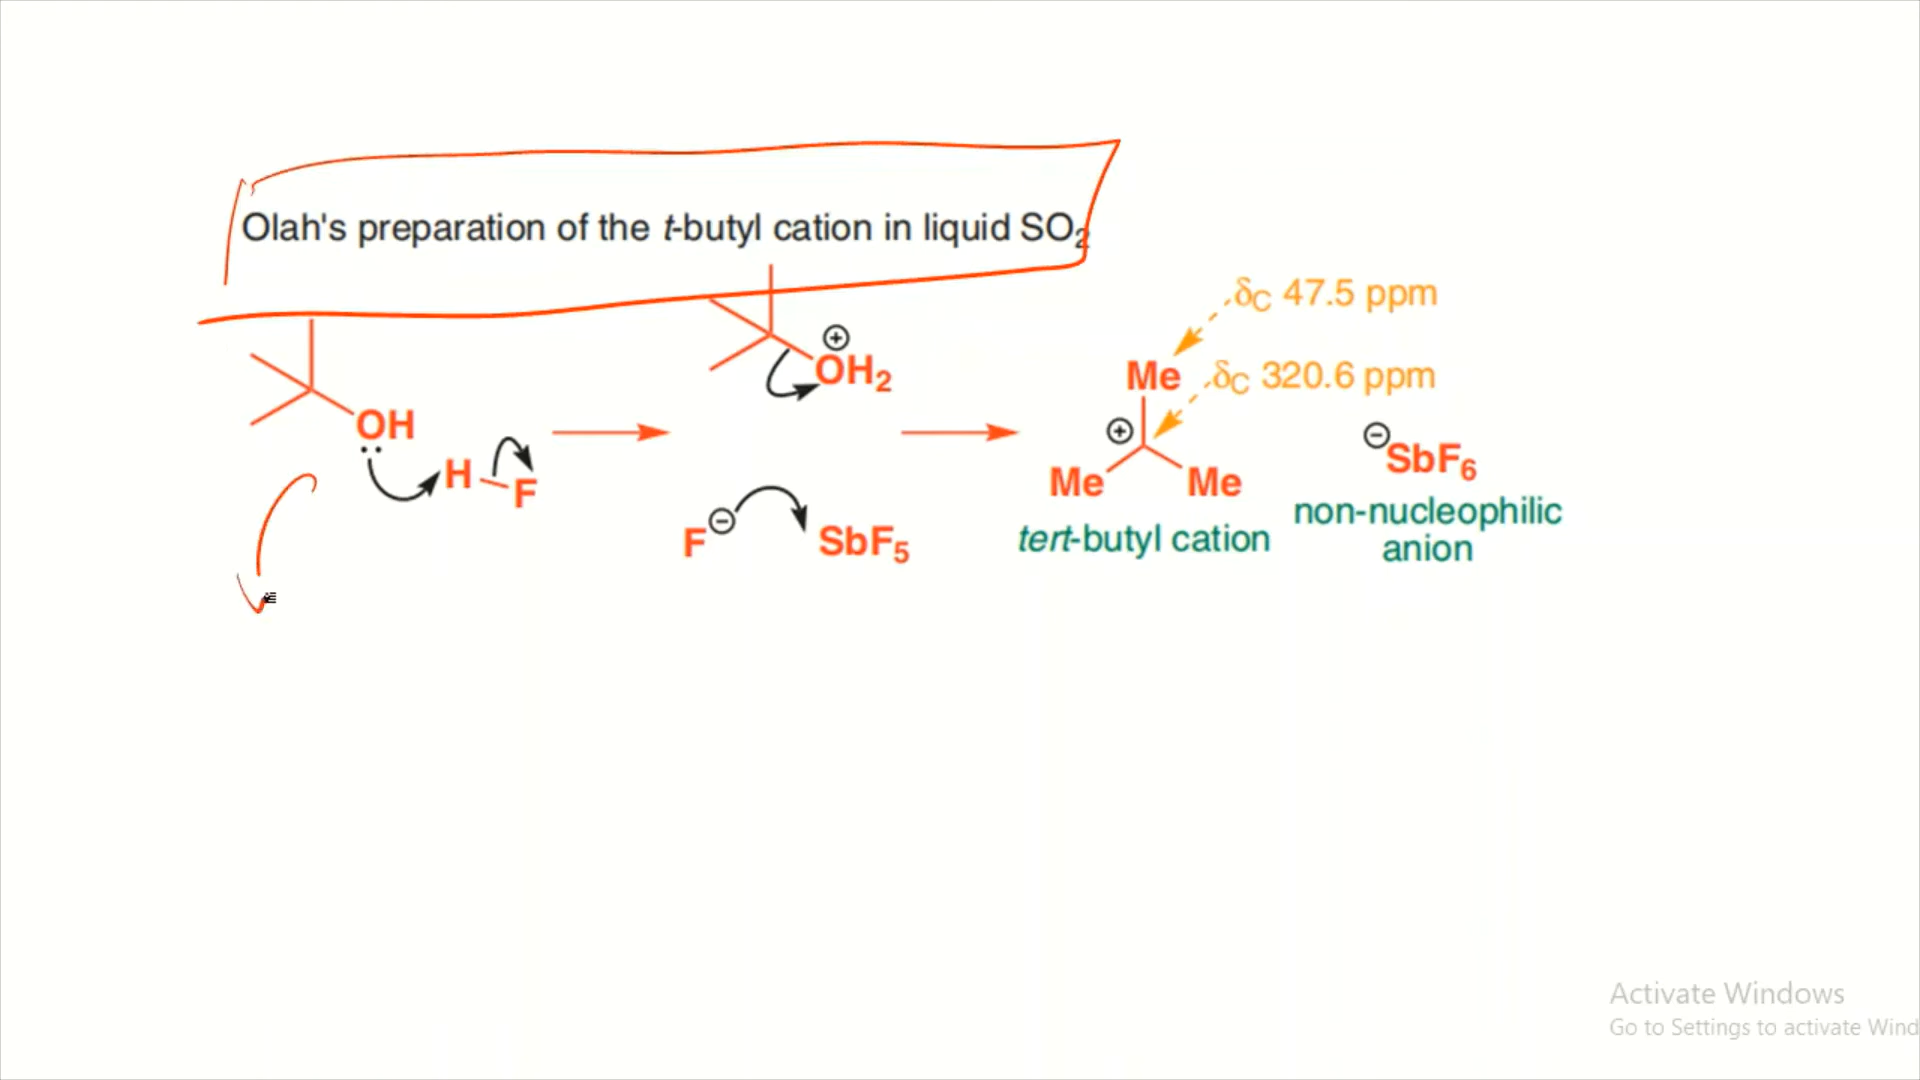 Olah's preparation of the t-butyl cation in liquid SO₂
OH
H
F
⊕
OH₂
F⊖
SbF₅
δC 47.5 ppm
Me
δC 320.6 ppm
⊕
Me
Me
tert-butyl cation
⊖SbF₆
non-nucleophilic
anion
Activate Windows
Go to Settings to activate Wind